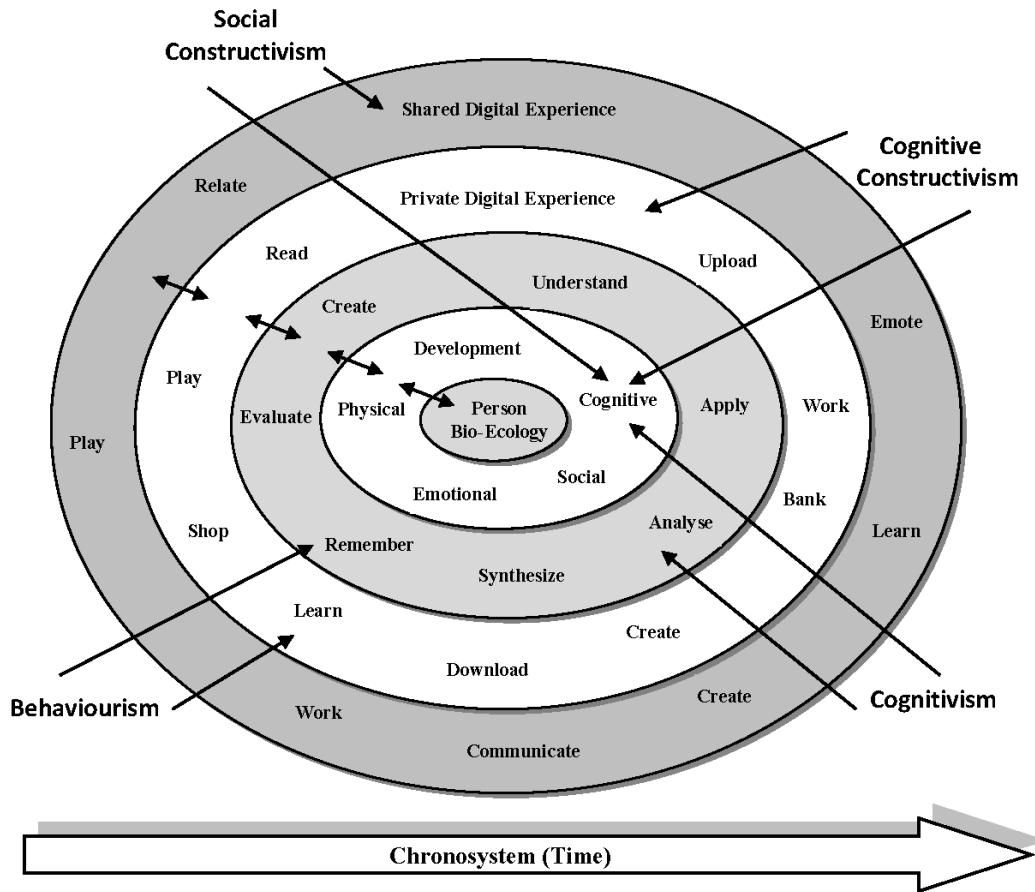 Social
Constructivism
Shared Digital Experience
Cognitive
Constructivism
Relate
Private Digital Experience
Read
Upload
Understand
Create
Emote
Development
Play
Physical
Cognitive
Work
Evaluate
Apply
Person
Bio-Ecology
Play
Social
Emotional
Bank
Analyse
Shop
Learn
Remember
Synthesize
Learn
Create
Download
Behaviourism
Create
Cognitivism
Work
Communicate
Chronosystem (Time)